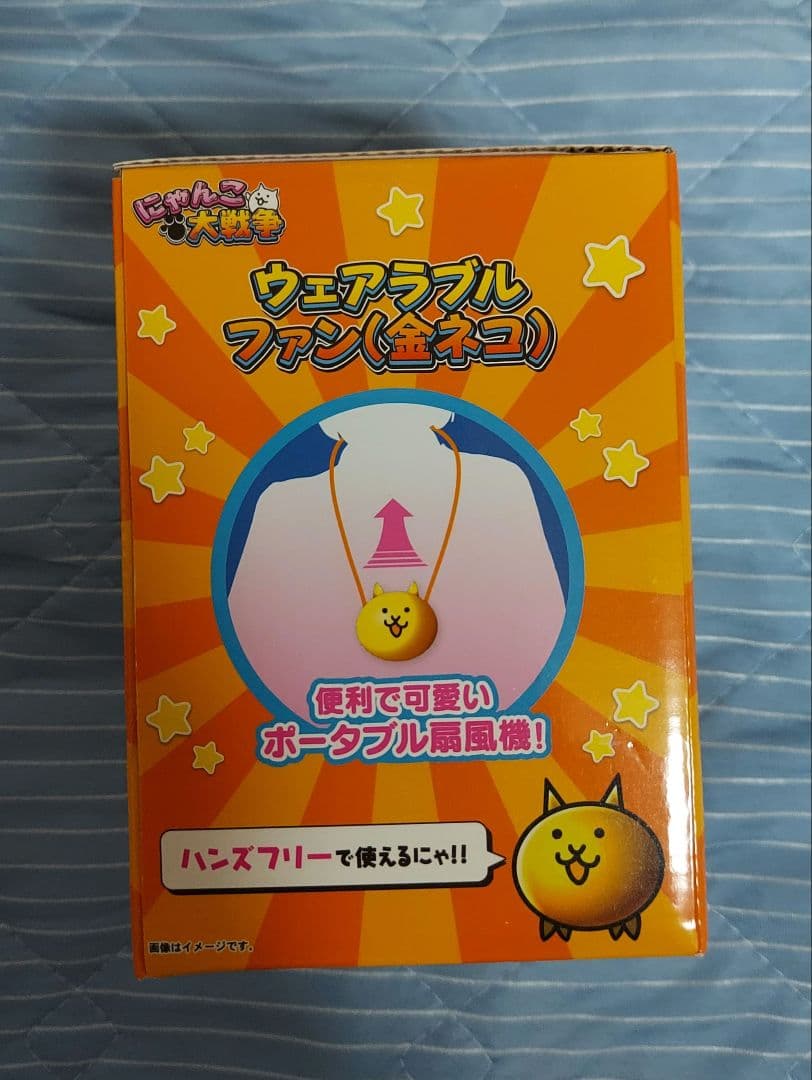 にゃんこ
大戦争
ウェアラブル
ファン(金ネコ)
便利で可愛い
ポータブル扇風機!
ハンズフリーで使えるにゃ!!
画像はイメージです。